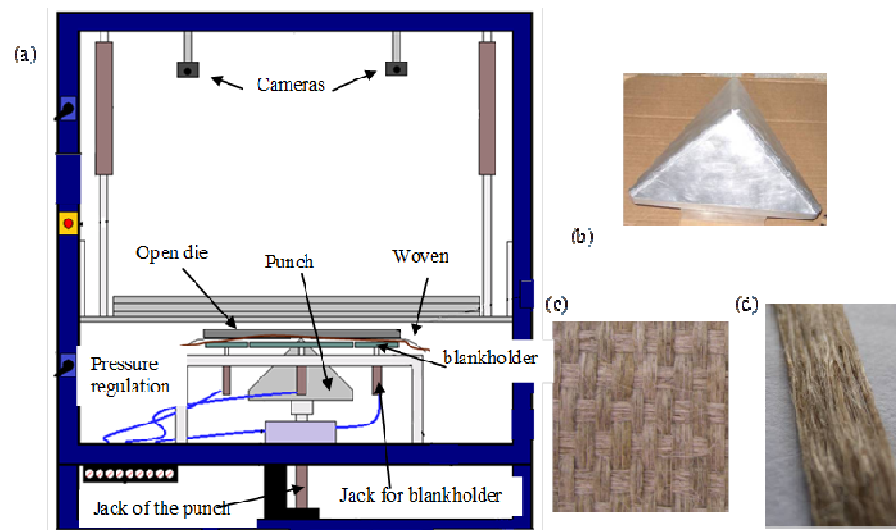 (a)
Cameras
(b)
Open die
Punch
Woven
(c)
(d)
blankholder
Pressure
regulation
Jack of the punch
Jack for blankholder